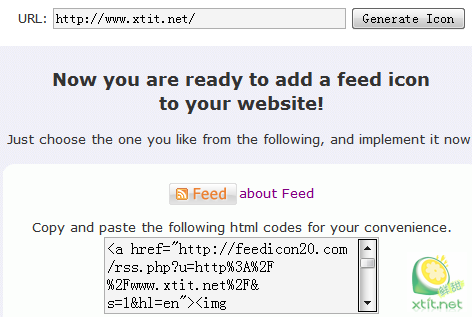 URL: http://www.xtit.net/ Generate Icon
Now you are ready to add a feed icon
to your website!
Just choose the one you like from the following, and implement it now
Feed about Feed
Copy and paste the following html codes for your convenience.
<a href="http://feedicon20.com
/rss.php?u=http%3A%2F
%2Fwww.xtit.net%2F&
s=1&hl=en"><img
鲜甜
xtit.net